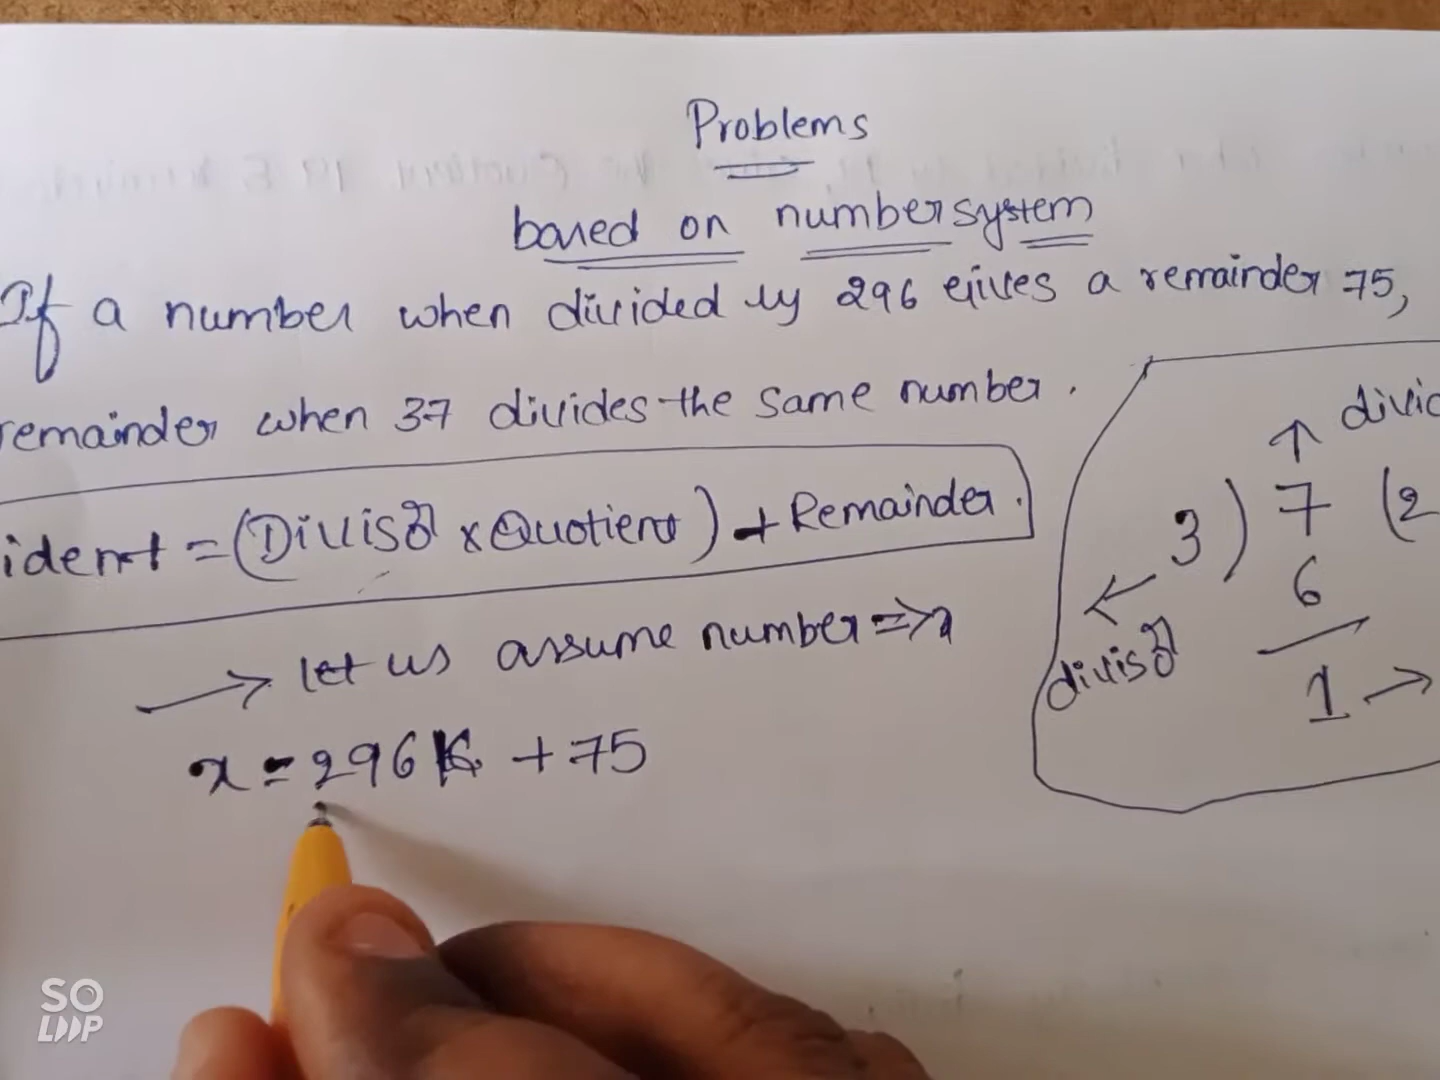 Problems
based on number system
If a number when divided by 296 gives a remainder 75,
remainder when 37 divides the same number.
ident = (Divisor x Quotient) + Remainder.
→ let us assume number => x
x = 296K + 75
↑ divid
3) 7 (2
6
← divisor
1 →
SO
LOOP